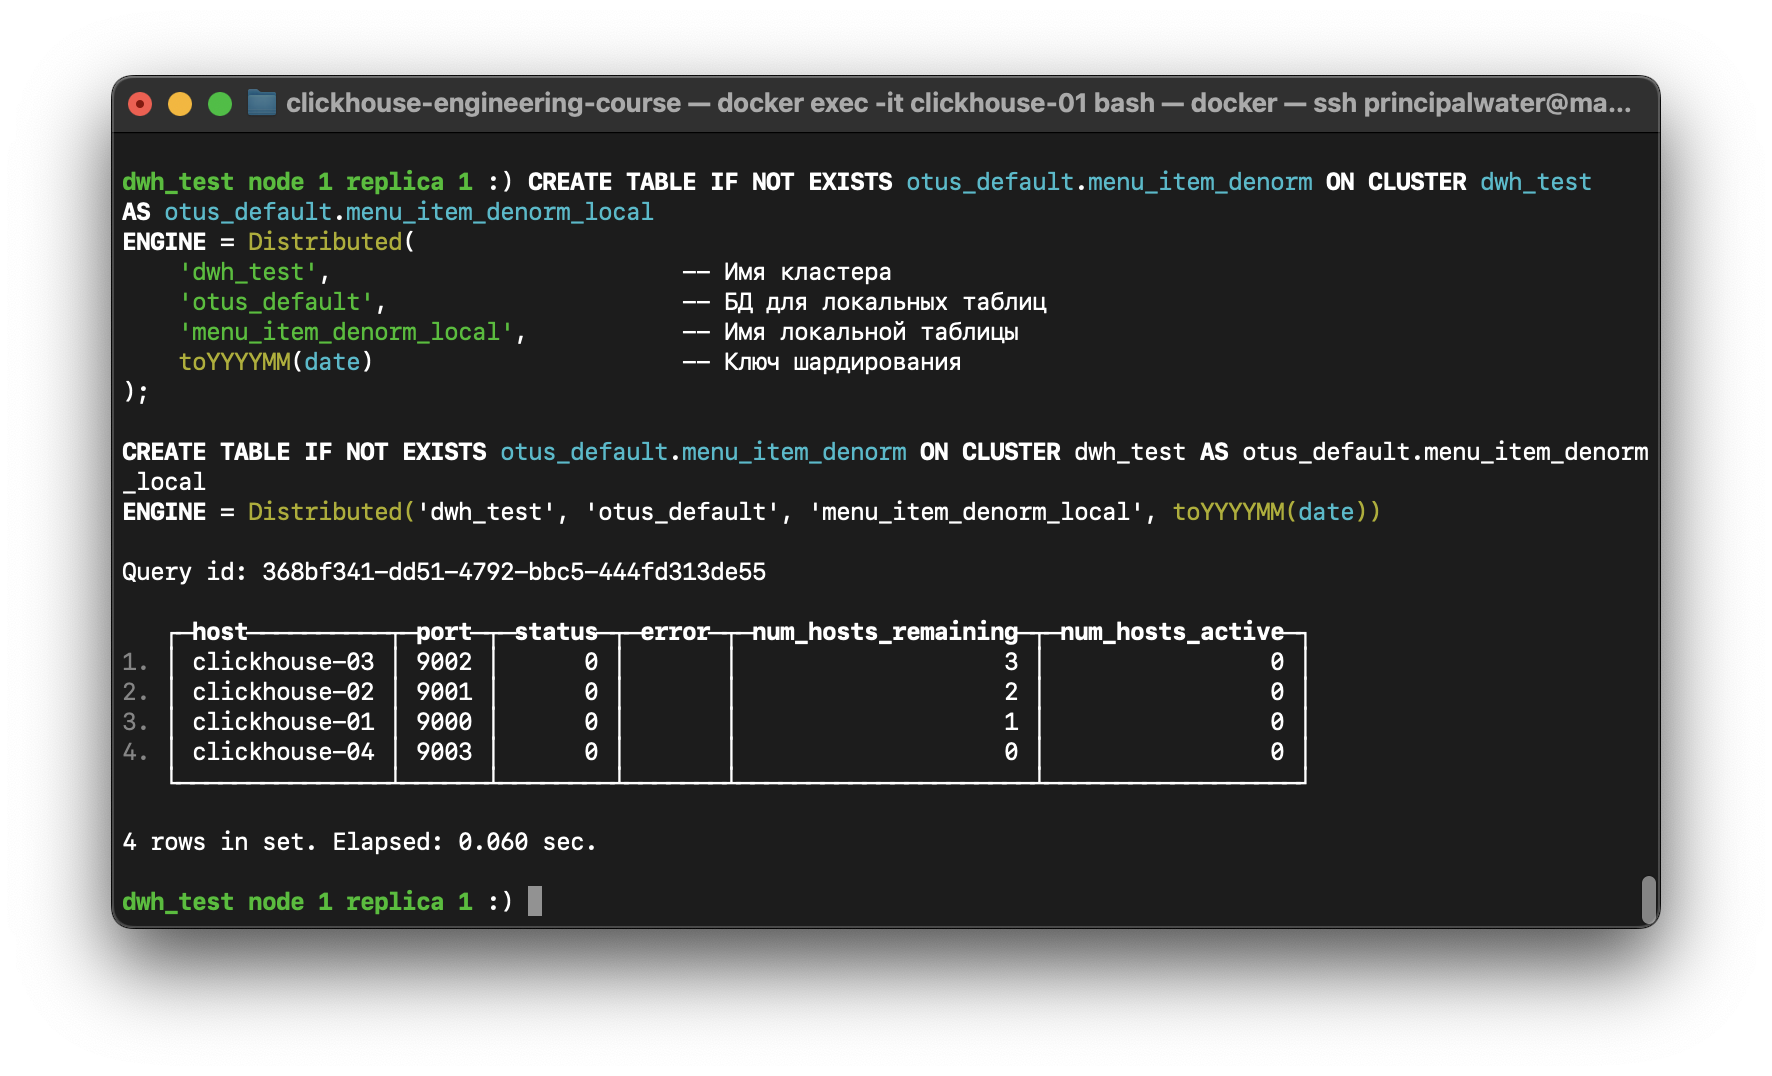 clickhouse-engineering-course — docker exec -it clickhouse-01 bash — docker — ssh principalwater@ma...
dwh_test node 1 replica 1 :) CREATE TABLE IF NOT EXISTS otus_default.menu_item_denorm ON CLUSTER dwh_test
AS otus_default.menu_item_denorm_local
ENGINE = Distributed(
    'dwh_test',                         -- Имя кластера
    'otus_default',                     -- БД для локальных таблиц
    'menu_item_denorm_local',           -- Имя локальной таблицы
    toYYYYMM(date)                      -- Ключ шардирования
);
CREATE TABLE IF NOT EXISTS otus_default.menu_item_denorm ON CLUSTER dwh_test AS otus_default.menu_item_denorm
_local
ENGINE = Distributed('dwh_test', 'otus_default', 'menu_item_denorm_local', toYYYYMM(date))
Query id: 368bf341-dd51-4792-bbc5-444fd313de55
host port status error num_hosts_remaining num_hosts_active
1. clickhouse-03 9002 0 3 0
2. clickhouse-02 9001 0 2 0
3. clickhouse-01 9000 0 1 0
4. clickhouse-04 9003 0 0 0
4 rows in set. Elapsed: 0.060 sec.
dwh_test node 1 replica 1 :)